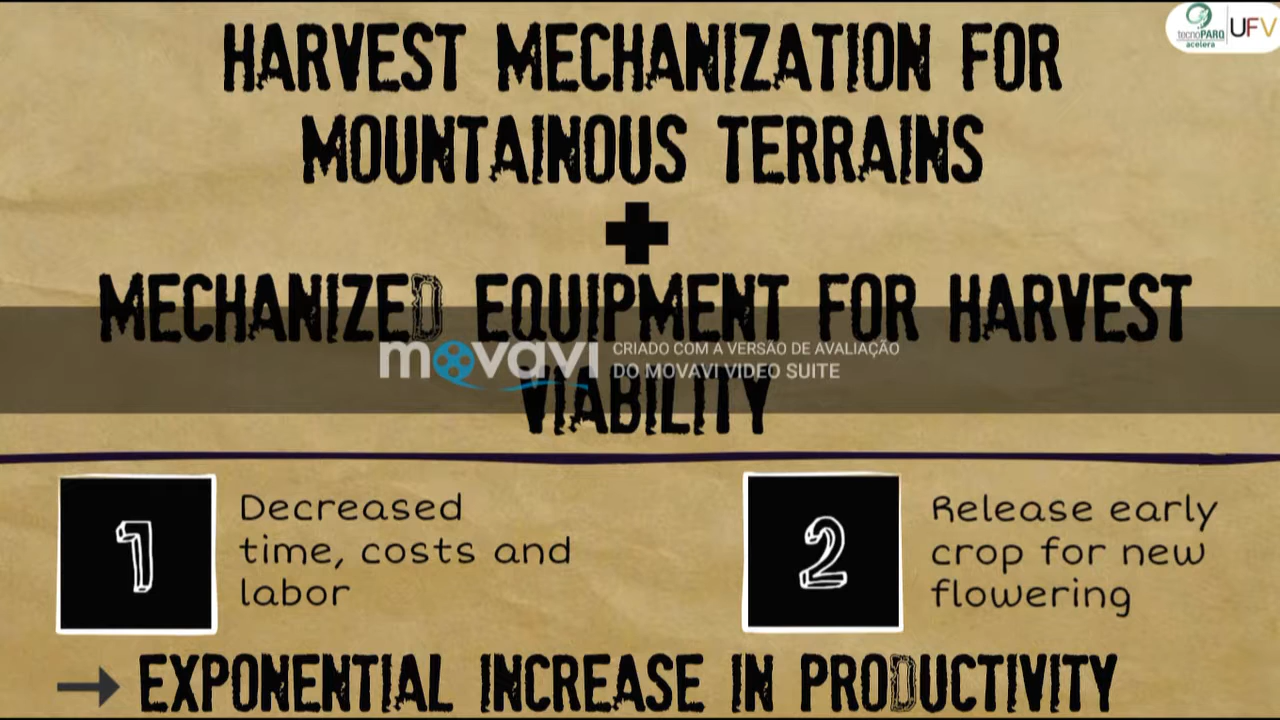 tecnoPARQ
acelera
UFV
HARVEST MECHANIZATION FOR
MOUNTAINOUS TERRAINS
+
MECHANIZED EQUIPMENT FOR HARVEST
VIABILITY
movavi
CRIADO COM A VERSÃO DE AVALIAÇÃO
DO MOVAVI VIDEO SUITE
1
Decreased
time, costs and
labor
2
Release early
crop for new
flowering
→ EXPONENTIAL INCREASE IN PRODUCTIVITY